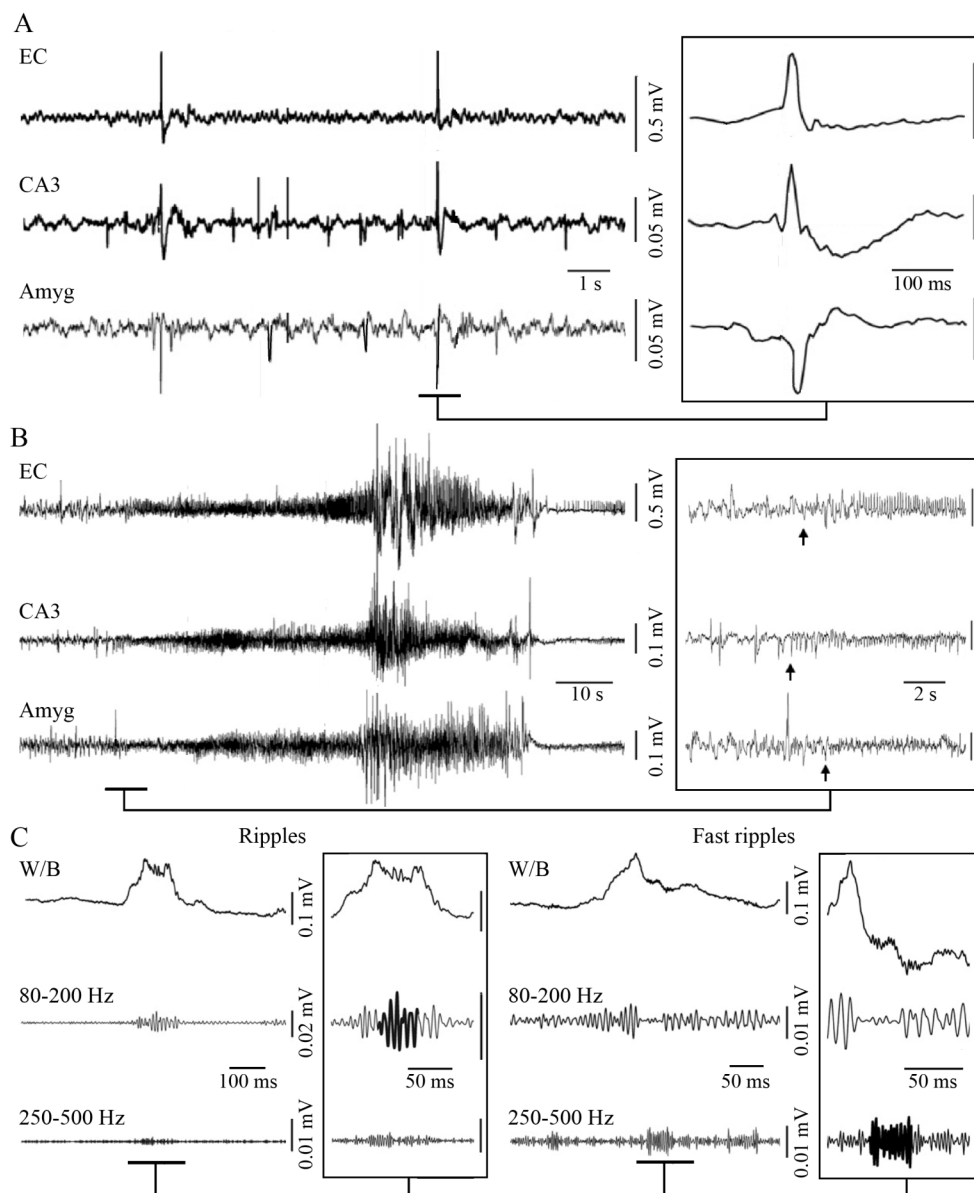 A
EC
0.5 mV
CA3
0.05 mV
1 s
100 ms
Amyg
0.05 mV
B
EC
0.5 mV
CA3
0.1 mV
10 s
2 s
Amyg
0.1 mV
C
Ripples
Fast ripples
W/B
0.1 mV
W/B
0.1 mV
80-200 Hz
0.02 mV
80-200 Hz
0.01 mV
100 ms
50 ms
50 ms
50 ms
250-500 Hz
0.01 mV
250-500 Hz
0.01 mV